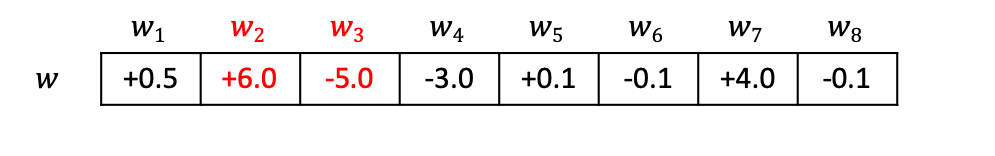 w₁ w₂ w₃ w₄ w₅ w₆ w₇ w₈
w +0.5 +6.0 -5.0 -3.0 +0.1 -0.1 +4.0 -0.1